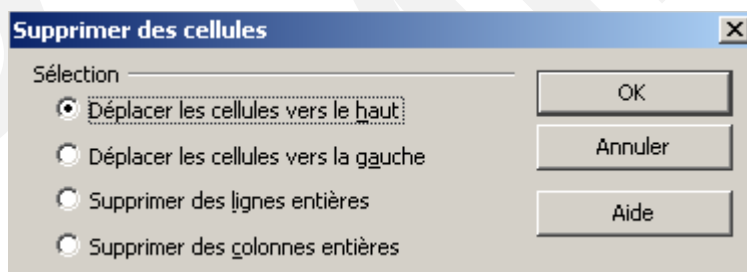 Supprimer des cellules
Sélection
Déplacer les cellules vers le haut
Déplacer les cellules vers la gauche
Supprimer des lignes entières
Supprimer des colonnes entières
OK
Annuler
Aide